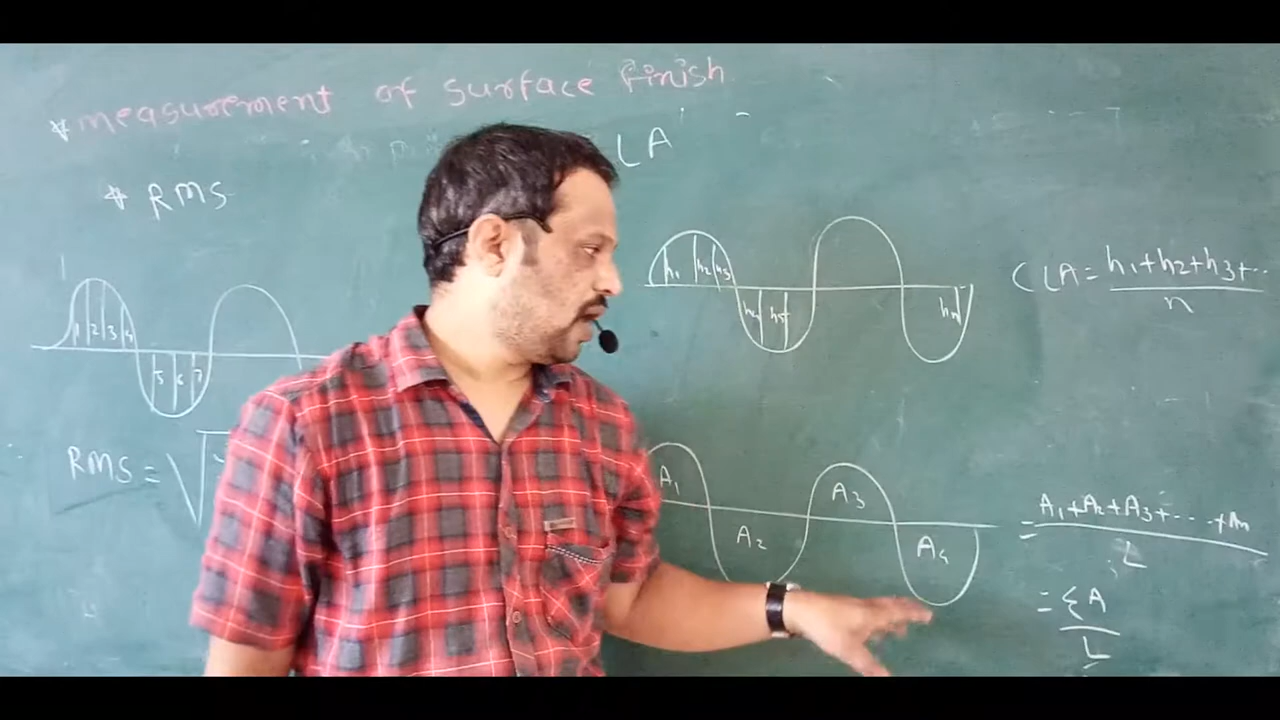 * measurement of surface finish
* RMS
LA
h1 h2 h3
h4 h5
hn
CLA = h1+h2+h3+...
n
1 2 3 4
5 6 7
RMS = √
A1
A2
A3
A4
= A1+A2+A3+...+An
L
= ΣA
L